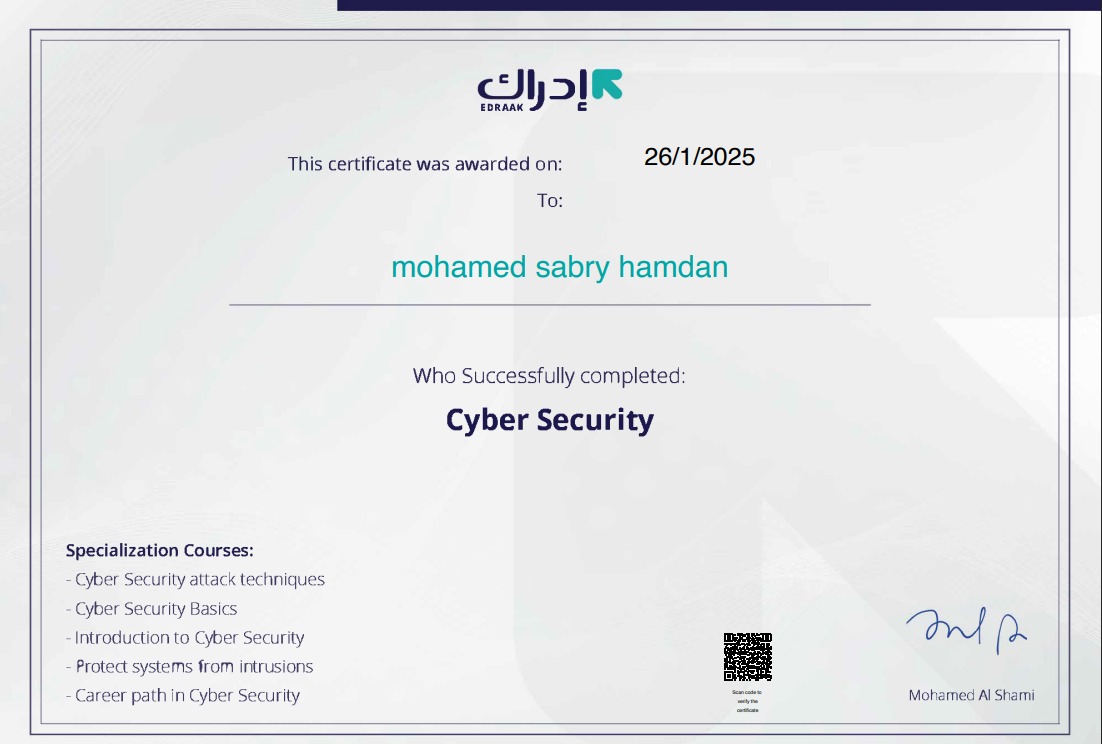 إدراك
EDRAAK
This certificate was awarded on: 26/1/2025
To:
mohamed sabry hamdan
Who Successfully completed:
Cyber Security
Specialization Courses:
- Cyber Security attack techniques
- Cyber Security Basics
- Introduction to Cyber Security
- Protect systems from intrusions
- Career path in Cyber Security
Scan code to
verify the
certificate
Mohamed Al Shami